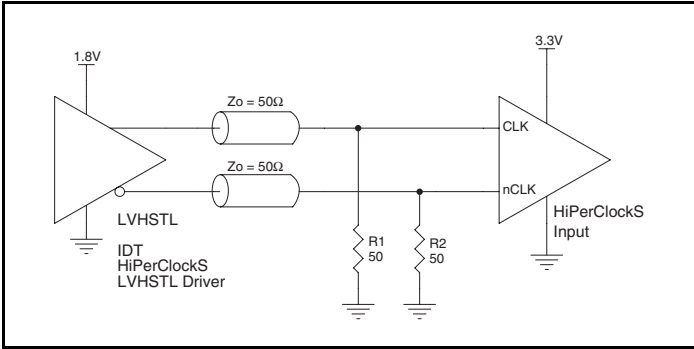 1.8V
3.3V
Zo = 50Ω
CLK
Zo = 50Ω
nCLK
LVHSTL
IDT
HiPerClockS
LVHSTL Driver
R1
50
R2
50
HiPerClockS
Input